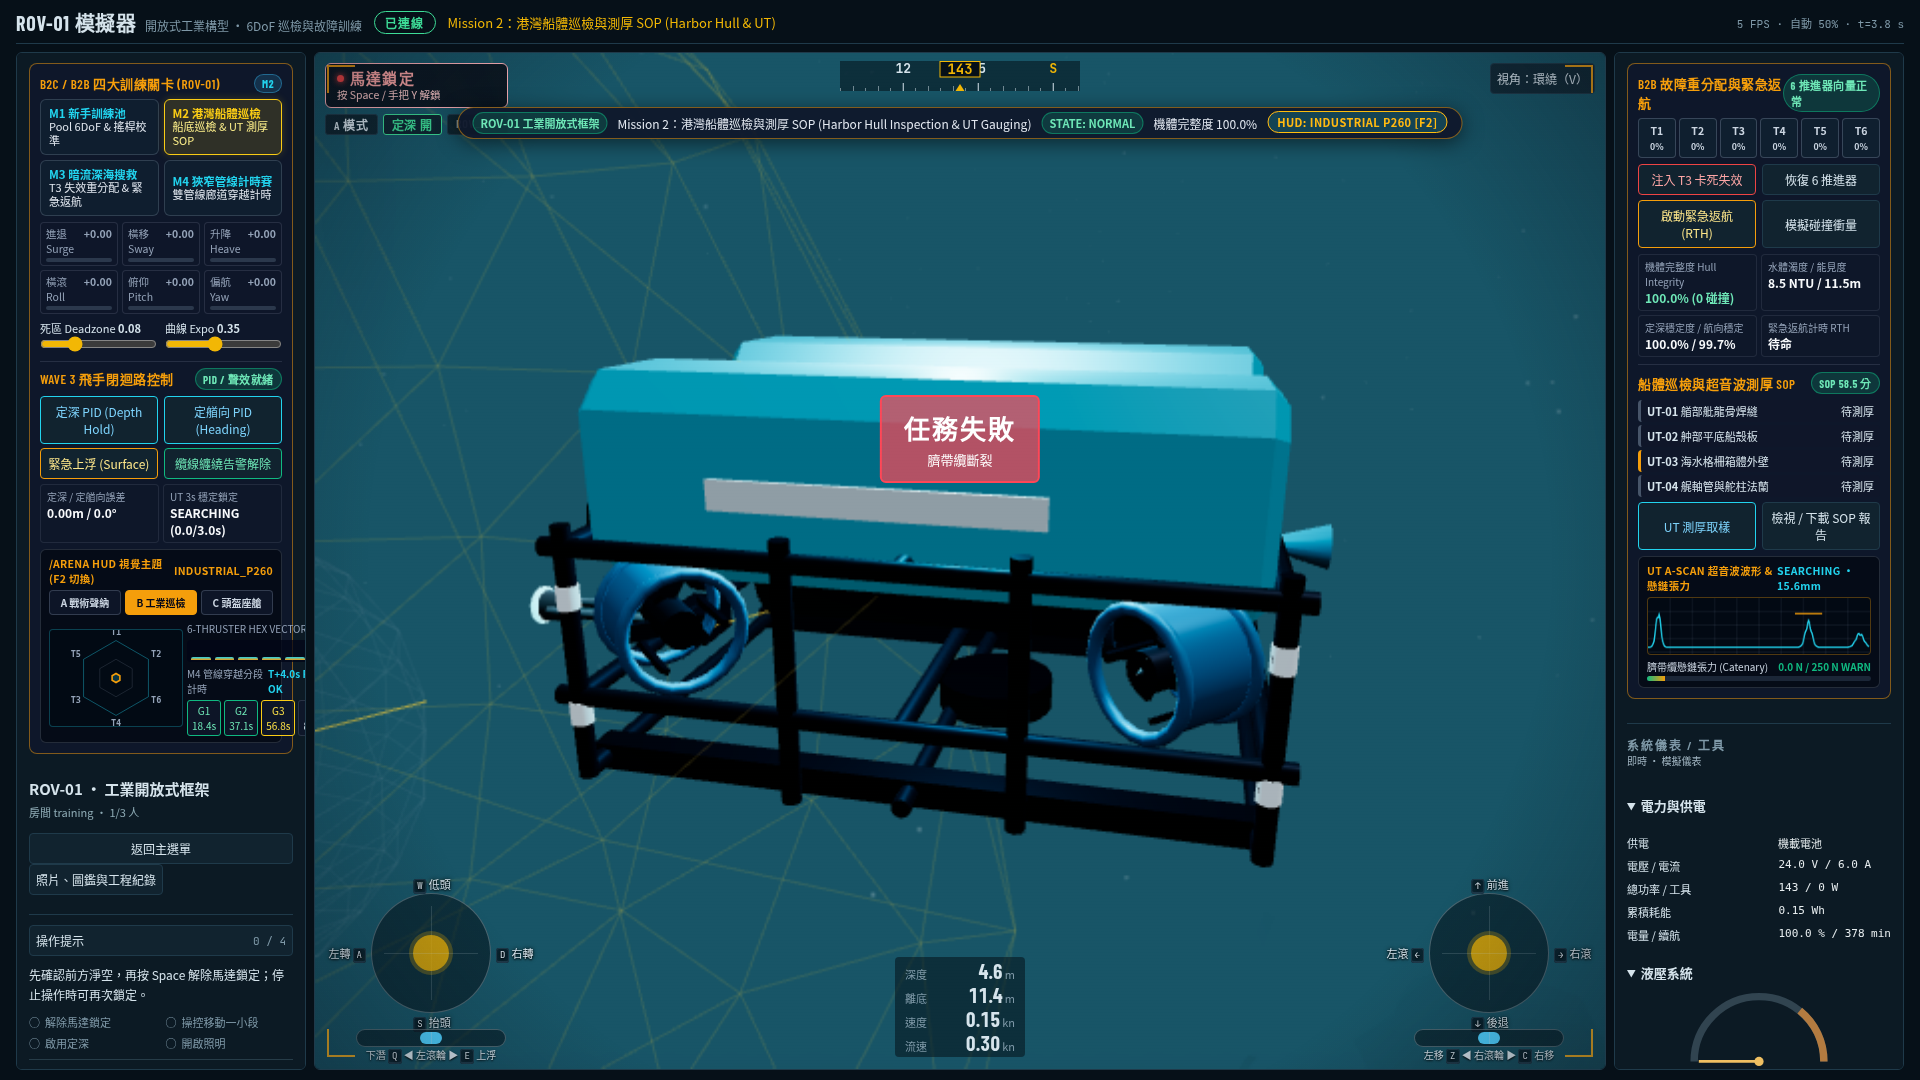 ROV-01 模擬器
開放式工業構型 • 6DoF 巡檢與故障訓練
已連線
Mission 2：港灣船體巡檢與測厚 SOP (Harbor Hull & UT)
5 FPS · 自動 50% · t=3.8 s
B2C / B2B 四大訓練關卡 (ROV-01)
M2
M1 新手訓練池
Pool 6DoF & 搖桿校
準
M2 港灣船體巡檢
船底巡檢 & UT 測厚
SOP
M3 暗流深海搜救
T3 失效重分配 & 緊
急返航
M4 狹窄管線計時賽
雙管線廊道穿越計時
進退 +0.00
Surge
橫移 +0.00
Sway
升降 +0.00
Heave
橫滾 +0.00
Roll
俯仰 +0.00
Pitch
偏航 +0.00
Yaw
死區 Deadzone 0.08
曲線 Expo 0.35
WAVE 3 飛手閉迴路控制
PID / 聲效就緒
定深 PID (Depth
Hold)
定艏向 PID
(Heading)
緊急上浮 (Surface)
纜線纏繞告警解除
定深 / 定艏向誤差
0.00m / 0.0°
UT 3s 穩定鎖定
SEARCHING
(0.0/3.0s)
/ARENA HUD 視覺主題
(F2 切換)
INDUSTRIAL_P260
A 戰術聲納
B 工業巡檢
C 頭盔座艙
T1
T5
T2
T3
T6
T4
6-THRUSTER HEX VECTOR
M4 管線穿越分段
計時
T+4.0s
OK
G1
18.4s
G2
37.1s
G3
56.8s
ROV-01 • 工業開放式框架
房間 training • 1/3 人
返回主選單
照片、圖鑑與工程紀錄
操作提示
0 / 4
先確認前方淨空，再按 Space 解除馬達鎖定；停
止操作時可再次鎖定。
解除馬達鎖定
操控移動一小段
啟用定深
開啟照明
馬達鎖定
按 Space / 手把 Y 解鎖
A 模式
定深 開
12
143
S
視角：環繞（V）
ROV-01 工業開放式框架
Mission 2：港灣船體巡檢與測厚 SOP (Harbor Hull Inspection & UT Gauging)
STATE: NORMAL
機體完整度 100.0%
HUD: INDUSTRIAL P260 [F2]
任務失敗
臍帶纜斷裂
W 低頭
左轉 A
D 右轉
S 抬頭
下潛 Q ◀ 左滾輪 ▶ E 上浮
深度 4.6 m
離底 11.4 m
速度 0.15 kn
流速 0.30 kn
↑ 前進
左滾 ←
→ 右滾
↓ 後退
左移 Z ◀ 右滾輪 ▶ C 右移
B2B 故障重分配與緊急返
航
6 推進器向量正
常
T1
0%
T2
0%
T3
0%
T4
0%
T5
0%
T6
0%
注入 T3 卡死失效
恢復 6 推進器
啟動緊急返航
(RTH)
模擬碰撞衝量
機體完整度 Hull
Integrity
100.0% (0 碰撞)
水體濁度 / 能見度
8.5 NTU / 11.5m
定深穩定度 / 航向穩定
100.0% / 99.7%
緊急返航計時 RTH
待命
船體巡檢與超音波測厚 SOP
SOP 58.5 分
UT-01 艏部舭龍骨焊縫 待測厚
UT-02 舯部平底船殼板 待測厚
UT-03 海水格柵箱體外壁 待測厚
UT-04 艉軸管與舵柱法蘭 待測厚
UT 測厚取樣
檢視 / 下載 SOP 報
告
UT A-SCAN 超音波波形 &
懸鏈張力
SEARCHING •
15.6mm
臍帶纜懸鏈張力 (Catenary) 0.0 N / 250 N WARN
系統儀表 / 工具
即時 • 模擬儀表
▼ 電力與供電
供電 機載電池
電壓 / 電流 24.0 V / 6.0 A
總功率 / 工具 143 / 0 W
累積耗能 0.15 Wh
電量 / 續航 100.0 % / 378 min
▼ 液壓系統